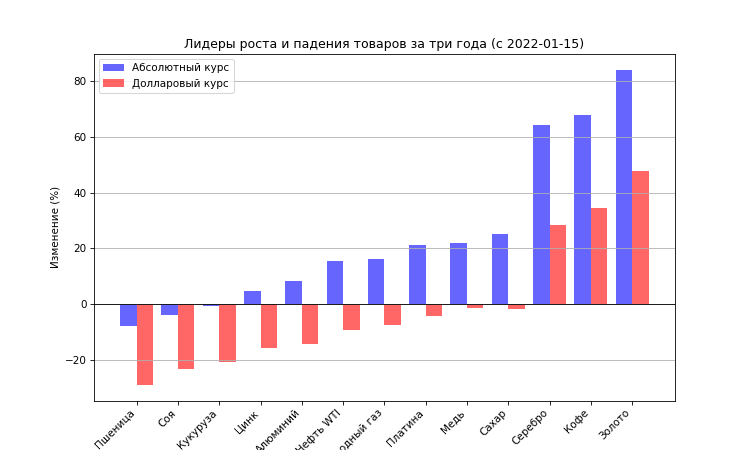 Лидеры роста и падения товаров за три года (с 2022-01-15)
Абсолютный курс
Долларовый курс
Изменение (%)
80
60
40
20
0
−20
Пшеница
Соя
Кукуруза
Цинк
Алюминий
Нефть WTI
газ
Платина
Медь
Сахар
Серебро
Кофе
Золото